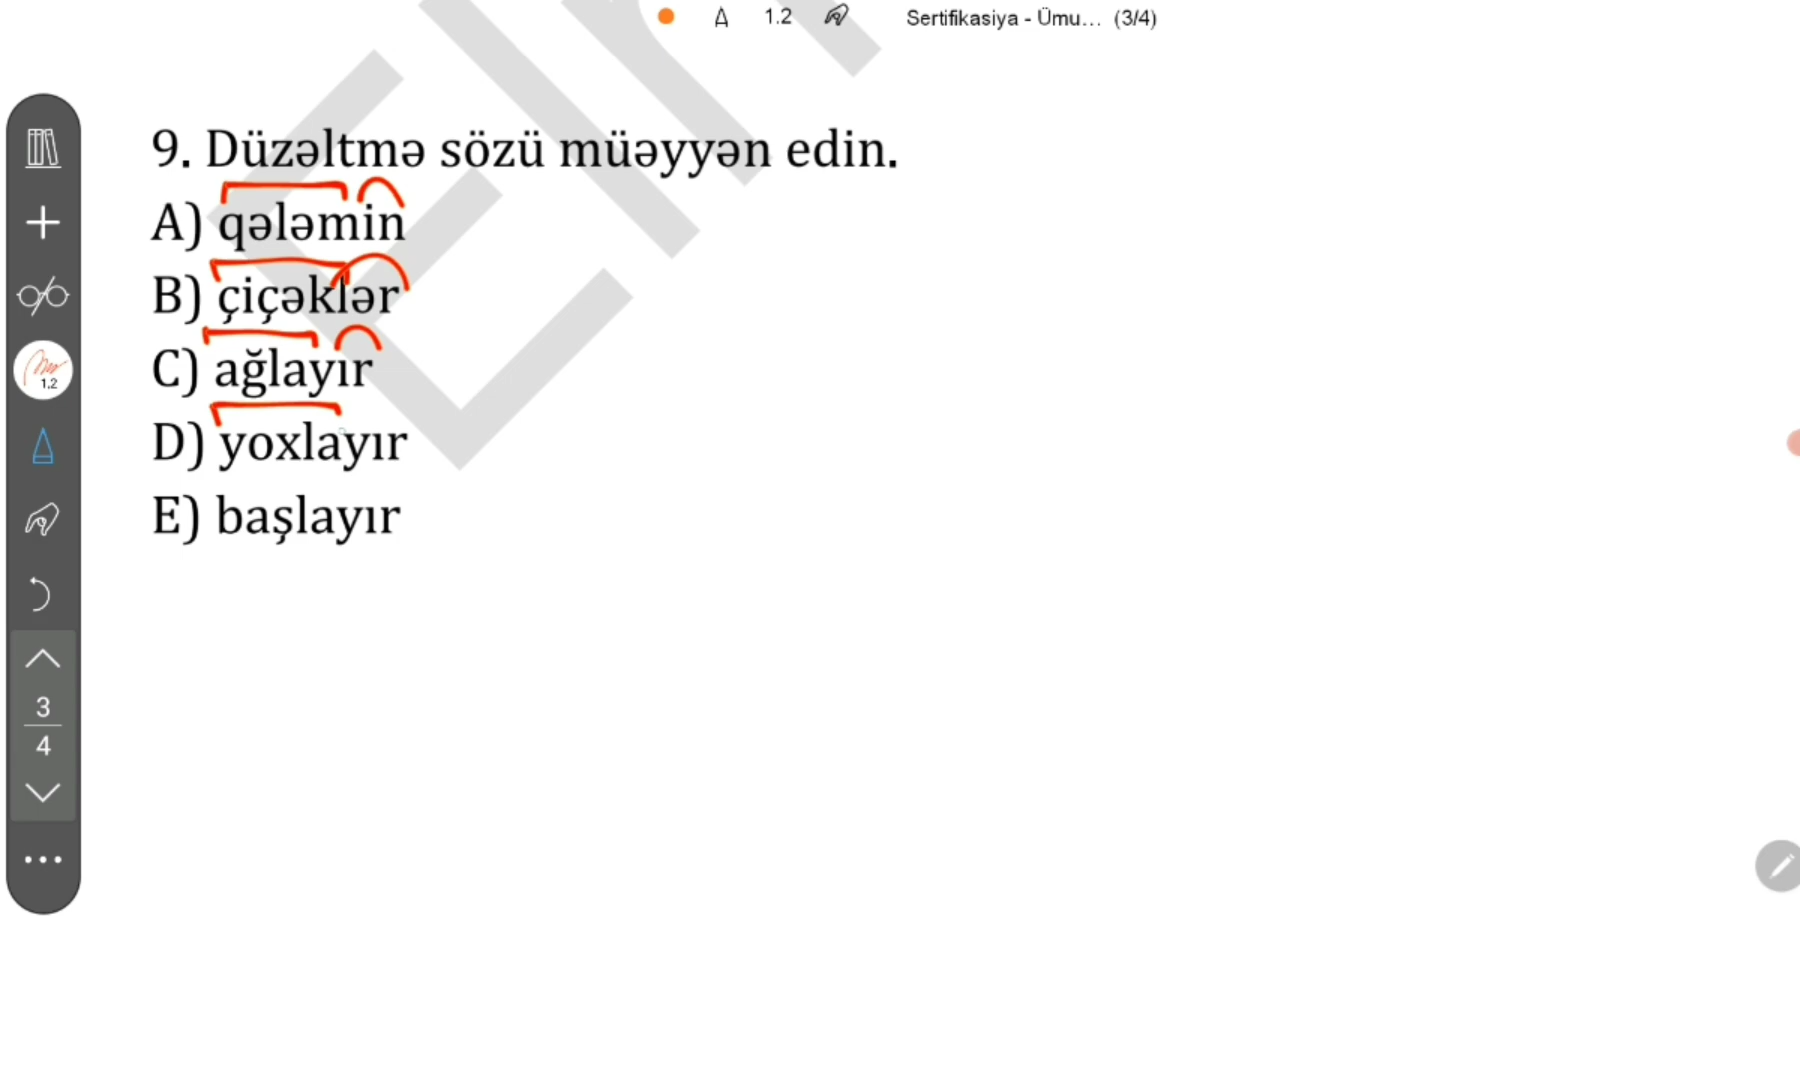 1.2 Sertifikasiya - Ümu... (3/4)
9. Düzəltmə sözü müəyyən edin.
A) qələmin
B) çiçəklər
C) ağlayır
D) yoxlayır
E) başlayır
1,2
3
4